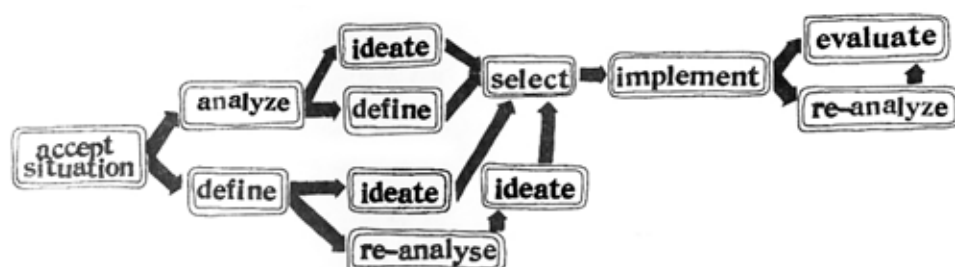 ideate
evaluate
analyze
select
implement
define
re-analyze
accept
situation
define
ideate
ideate
re-analyse